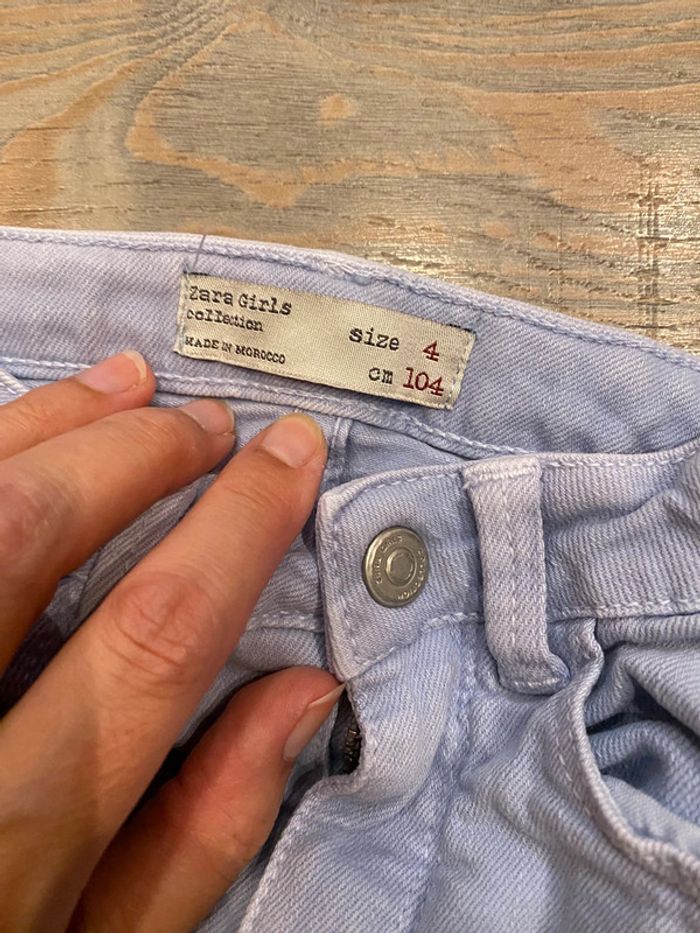 Zara Girls
collection
MADE IN MOROCCO
size 4
cm 104